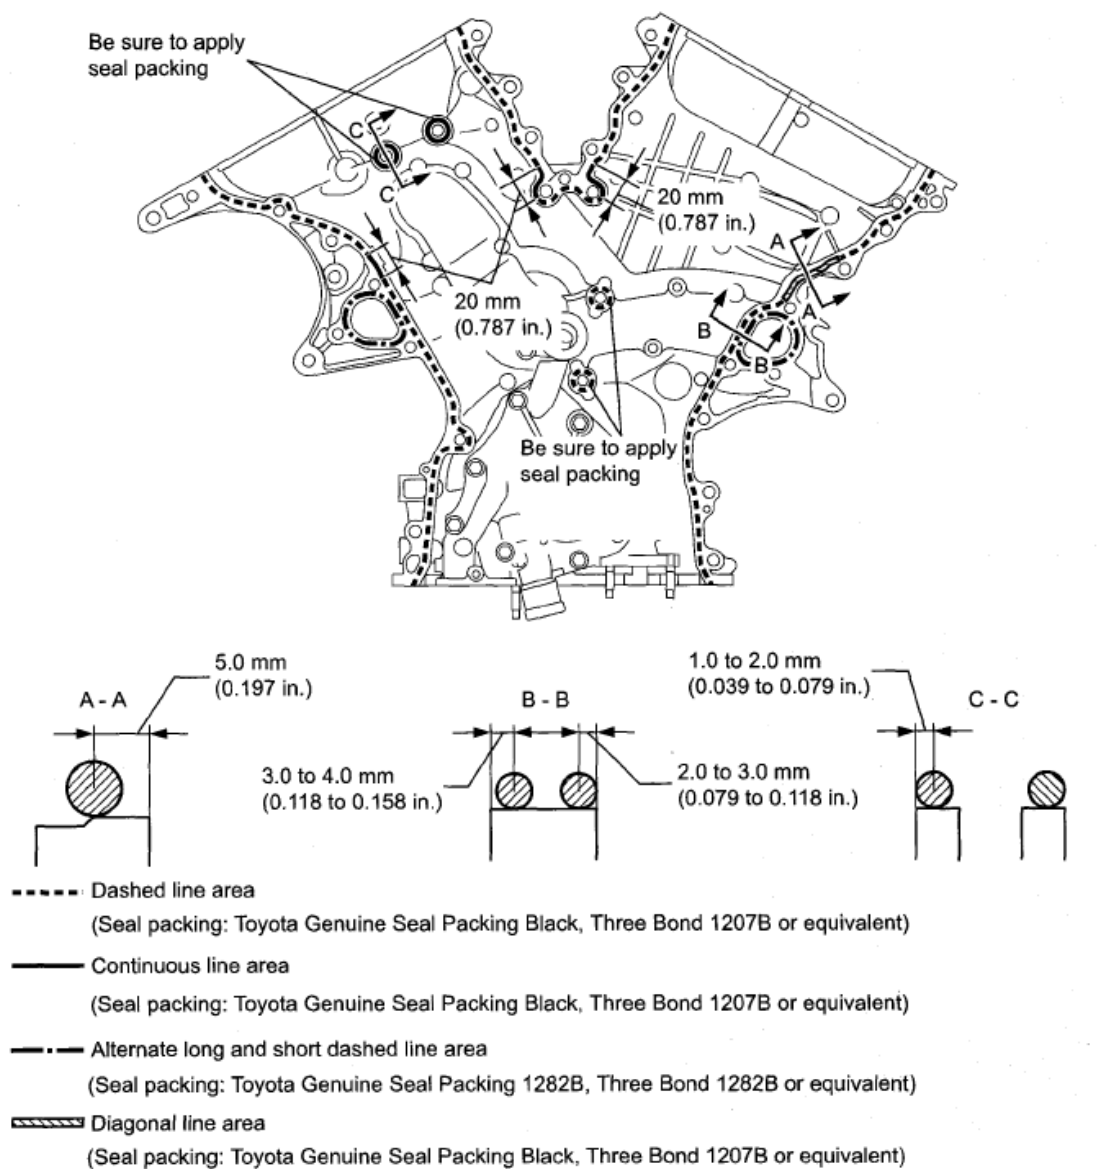 Be sure to apply
seal packing
C
C
20 mm
(0.787 in.)
A
A
20 mm
(0.787 in.)
B
B
Be sure to apply
seal packing
5.0 mm
(0.197 in.)
A - A
B - B
1.0 to 2.0 mm
(0.039 to 0.079 in.)
C - C
3.0 to 4.0 mm
(0.118 to 0.158 in.)
2.0 to 3.0 mm
(0.079 to 0.118 in.)
Dashed line area
(Seal packing: Toyota Genuine Seal Packing Black, Three Bond 1207B or equivalent)
Continuous line area
(Seal packing: Toyota Genuine Seal Packing Black, Three Bond 1207B or equivalent)
Alternate long and short dashed line area
(Seal packing: Toyota Genuine Seal Packing 1282B, Three Bond 1282B or equivalent)
Diagonal line area
(Seal packing: Toyota Genuine Seal Packing Black, Three Bond 1207B or equivalent)